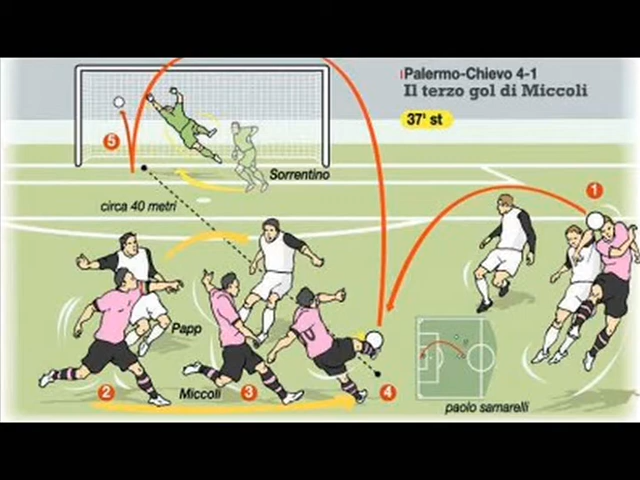 Palermo-Chievo 4-1
Il terzo gol di Miccoli
37' st
5
Sorrentino
1
circa 40 metri
Papp
2
Miccoli
3
4
paolo samarelli